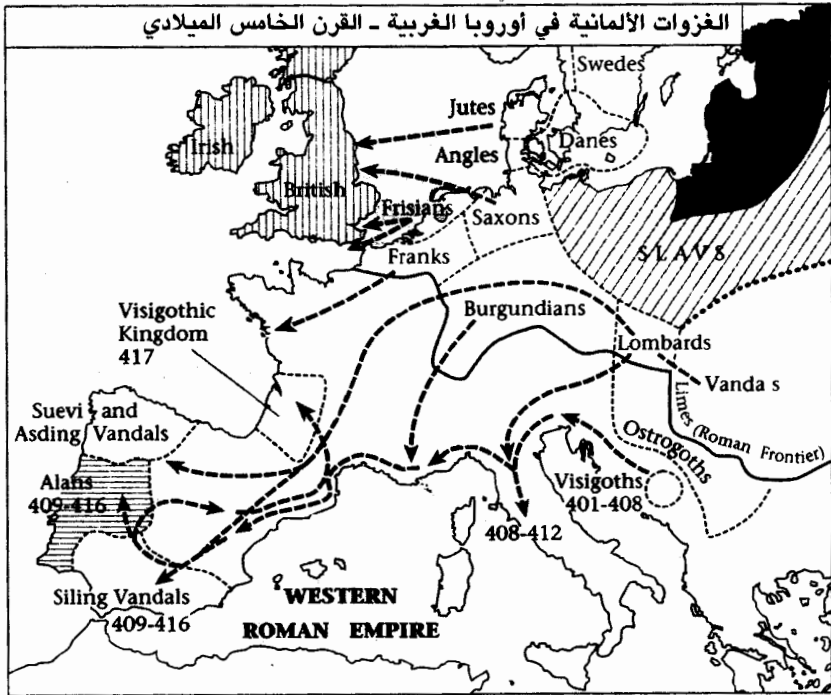 الغزوات الألمانية في أوروبا الغربية ـ القرن الخامس الميلادي
Swedes
Jutes
Irish
Angles
Danes
British
Frisians
Saxons
Franks
SLAVS
Visigothic
Kingdom
417
Burgundians
Lombards
Vanda s
Suevi and
Asding Vandals
Limes (Roman Frontier)
Ostrogoths
Alans
409-416
Visigoths
401-408
408-412
Siling Vandals
409-416
WESTERN
ROMAN EMPIRE